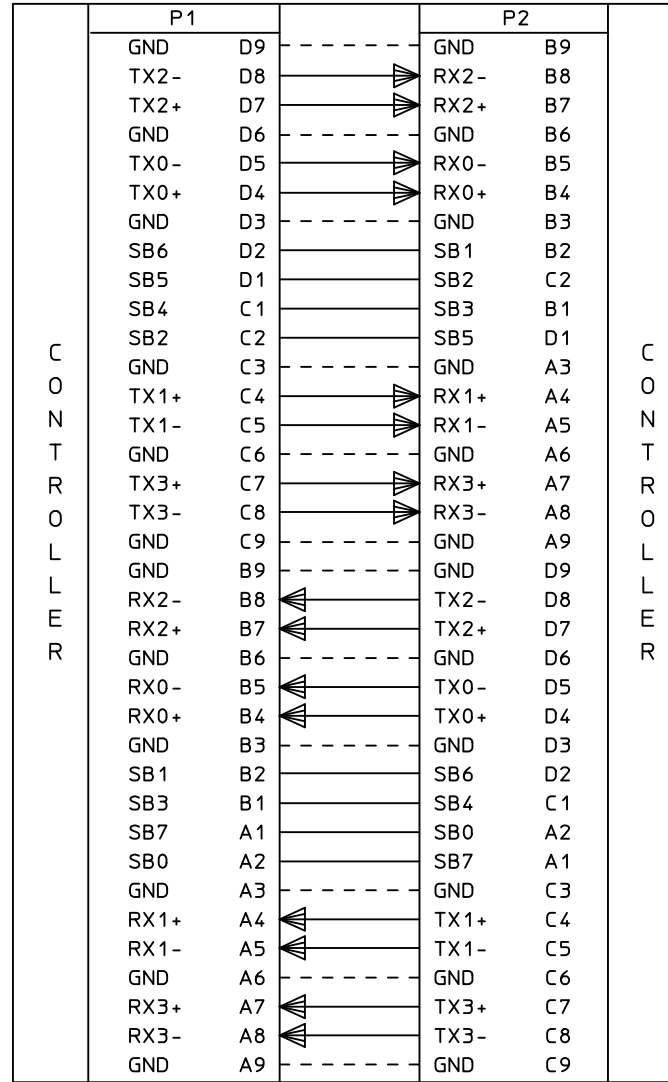 P1 P2
GND D9 GND B9
TX2- D8 RX2- B8
TX2+ D7 RX2+ B7
GND D6 GND B6
TX0- D5 RX0- B5
TX0+ D4 RX0+ B4
GND D3 GND B3
SB6 D2 SB1 B2
SB5 D1 SB2 C2
SB4 C1 SB3 B1
SB2 C2 SB5 D1
GND C3 GND A3
TX1+ C4 RX1+ A4
TX1- C5 RX1- A5
GND C6 GND A6
TX3+ C7 RX3+ A7
TX3- C8 RX3- A8
GND C9 GND A9
GND B9 GND D9
RX2- B8 TX2- D8
RX2+ B7 TX2+ D7
GND B6 GND D6
RX0- B5 TX0- D5
RX0+ B4 TX0+ D4
GND B3 GND D3
SB1 B2 SB6 D2
SB3 B1 SB4 C1
SB7 A1 SB0 A2
SB0 A2 SB7 A1
GND A3 GND C3
RX1+ A4 TX1+ C4
RX1- A5 TX1- C5
GND A6 GND C6
RX3+ A7 TX3+ C7
RX3- A8 TX3- C8
GND A9 GND C9
CONTROLLER
CONTROLLER